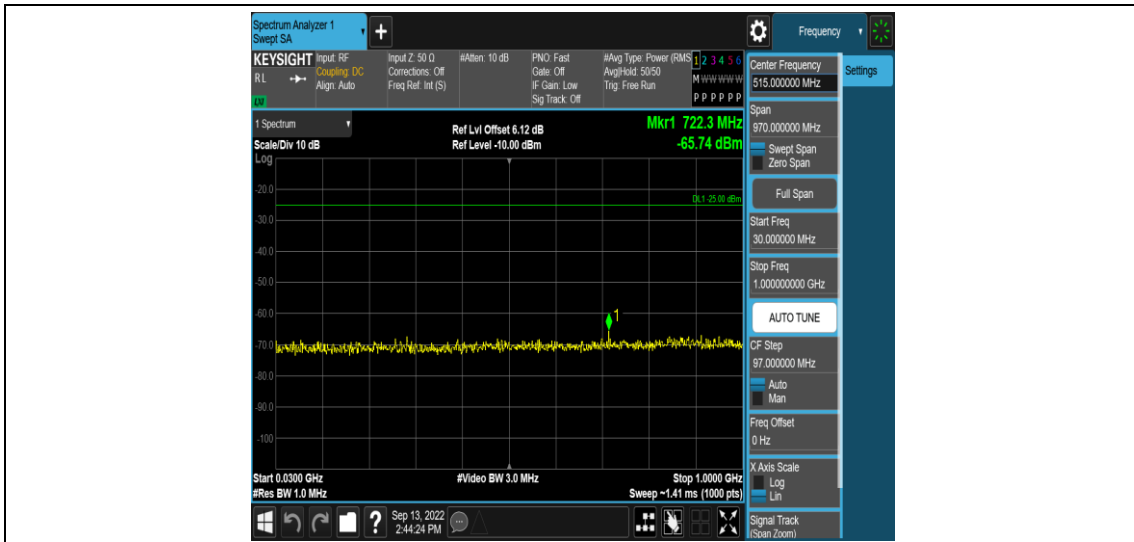 Spectrum Analyzer 1
Swept SA
Frequency
KEYSIGHT
RL
LM
Input: RF
Coupling: DC
Align: Auto
Input Z: 50 Ω
Corrections: Off
Freq Ref: Int (S)
#Atten: 10 dB
PNO: Fast
Gate: Off
IF Gain: Low
Sig Track: Off
#Avg Type: Power (RMS
Avg|Hold: 50/50
Trig: Free Run
1 2 3 4 5 6
M W W W W W
P P P P P P
Settings
1 Spectrum
Scale/Div 10 dB
Ref Lvl Offset 6.12 dB
Ref Level -10.00 dBm
Mkr1 722.3 MHz
-65.74 dBm
Log
-20.0
DL1 -25.00 dBm
-30.0
-40.0
-50.0
-60.0
1
-70.0
-80.0
-90.0
-100
Start 0.0300 GHz
#Video BW 3.0 MHz
Stop 1.0000 GHz
#Res BW 1.0 MHz
Sweep ~1.41 ms (1000 pts)
Center Frequency
515.000000 MHz
Span
970.000000 MHz
Swept Span
Zero Span
Full Span
Start Freq
30.000000 MHz
Stop Freq
1.000000000 GHz
AUTO TUNE
CF Step
97.000000 MHz
Auto
Man
Freq Offset
0 Hz
X Axis Scale
Log
Lin
Signal Track
(Span Zoom)
?
Sep 13, 2022
2:44:24 PM